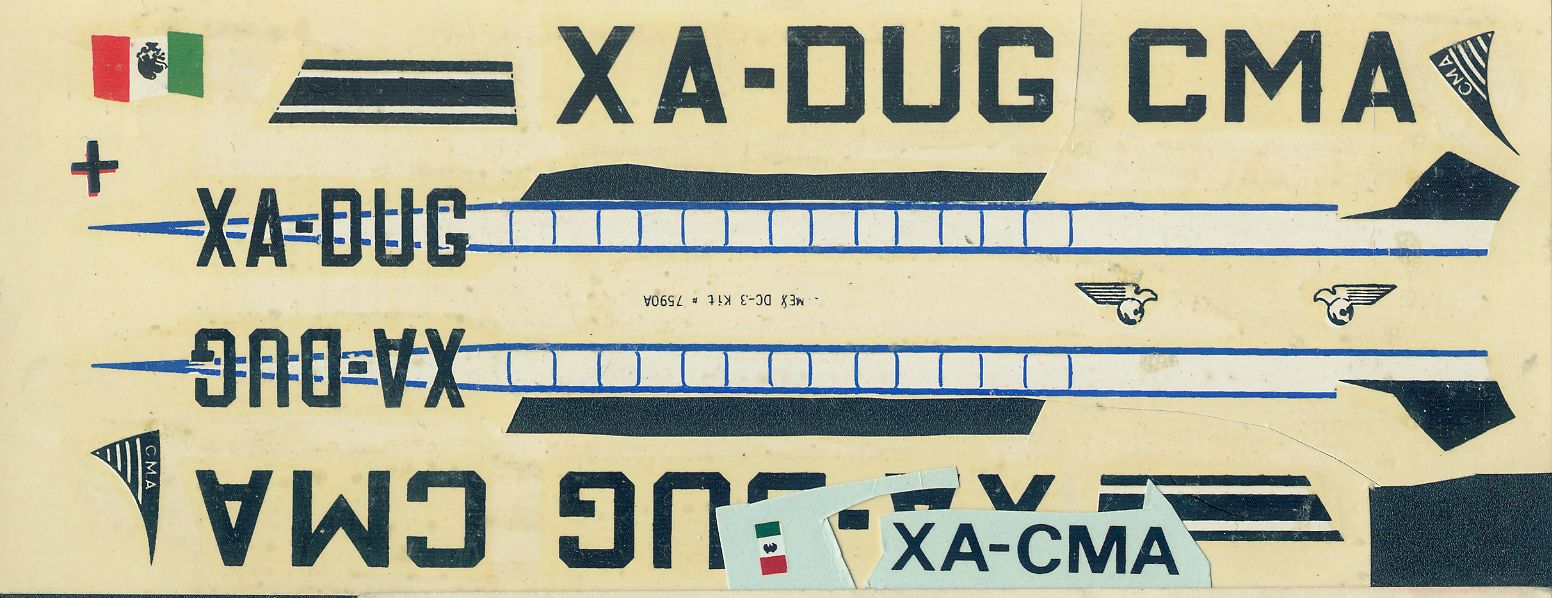 XA-DUG CMA
CMA
XA-DUG
MEX DC-3 Kit # 7590A
XA-DUG
CMA
XA-DUG CMA
XA-CMA